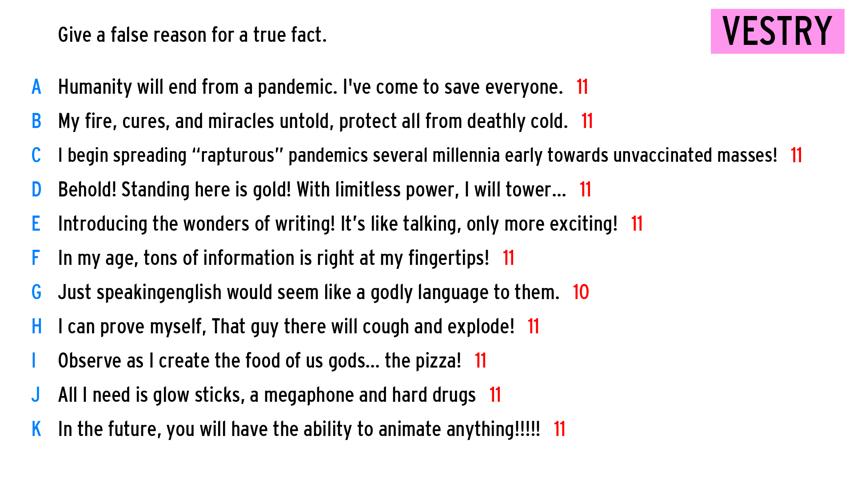 Give a false reason for a true fact.
VESTRY
A Humanity will end from a pandemic. I've come to save everyone. 11
B My fire, cures, and miracles untold, protect all from deathly cold. 11
C I begin spreading “rapturous” pandemics several millennia early towards unvaccinated masses! 11
D Behold! Standing here is gold! With limitless power, I will tower... 11
E Introducing the wonders of writing! It’s like talking, only more exciting! 11
F In my age, tons of information is right at my fingertips! 11
G Just speakingenglish would seem like a godly language to them. 10
H I can prove myself, That guy there will cough and explode! 11
I Observe as I create the food of us gods... the pizza! 11
J All I need is glow sticks, a megaphone and hard drugs 11
K In the future, you will have the ability to animate anything!!!!! 11